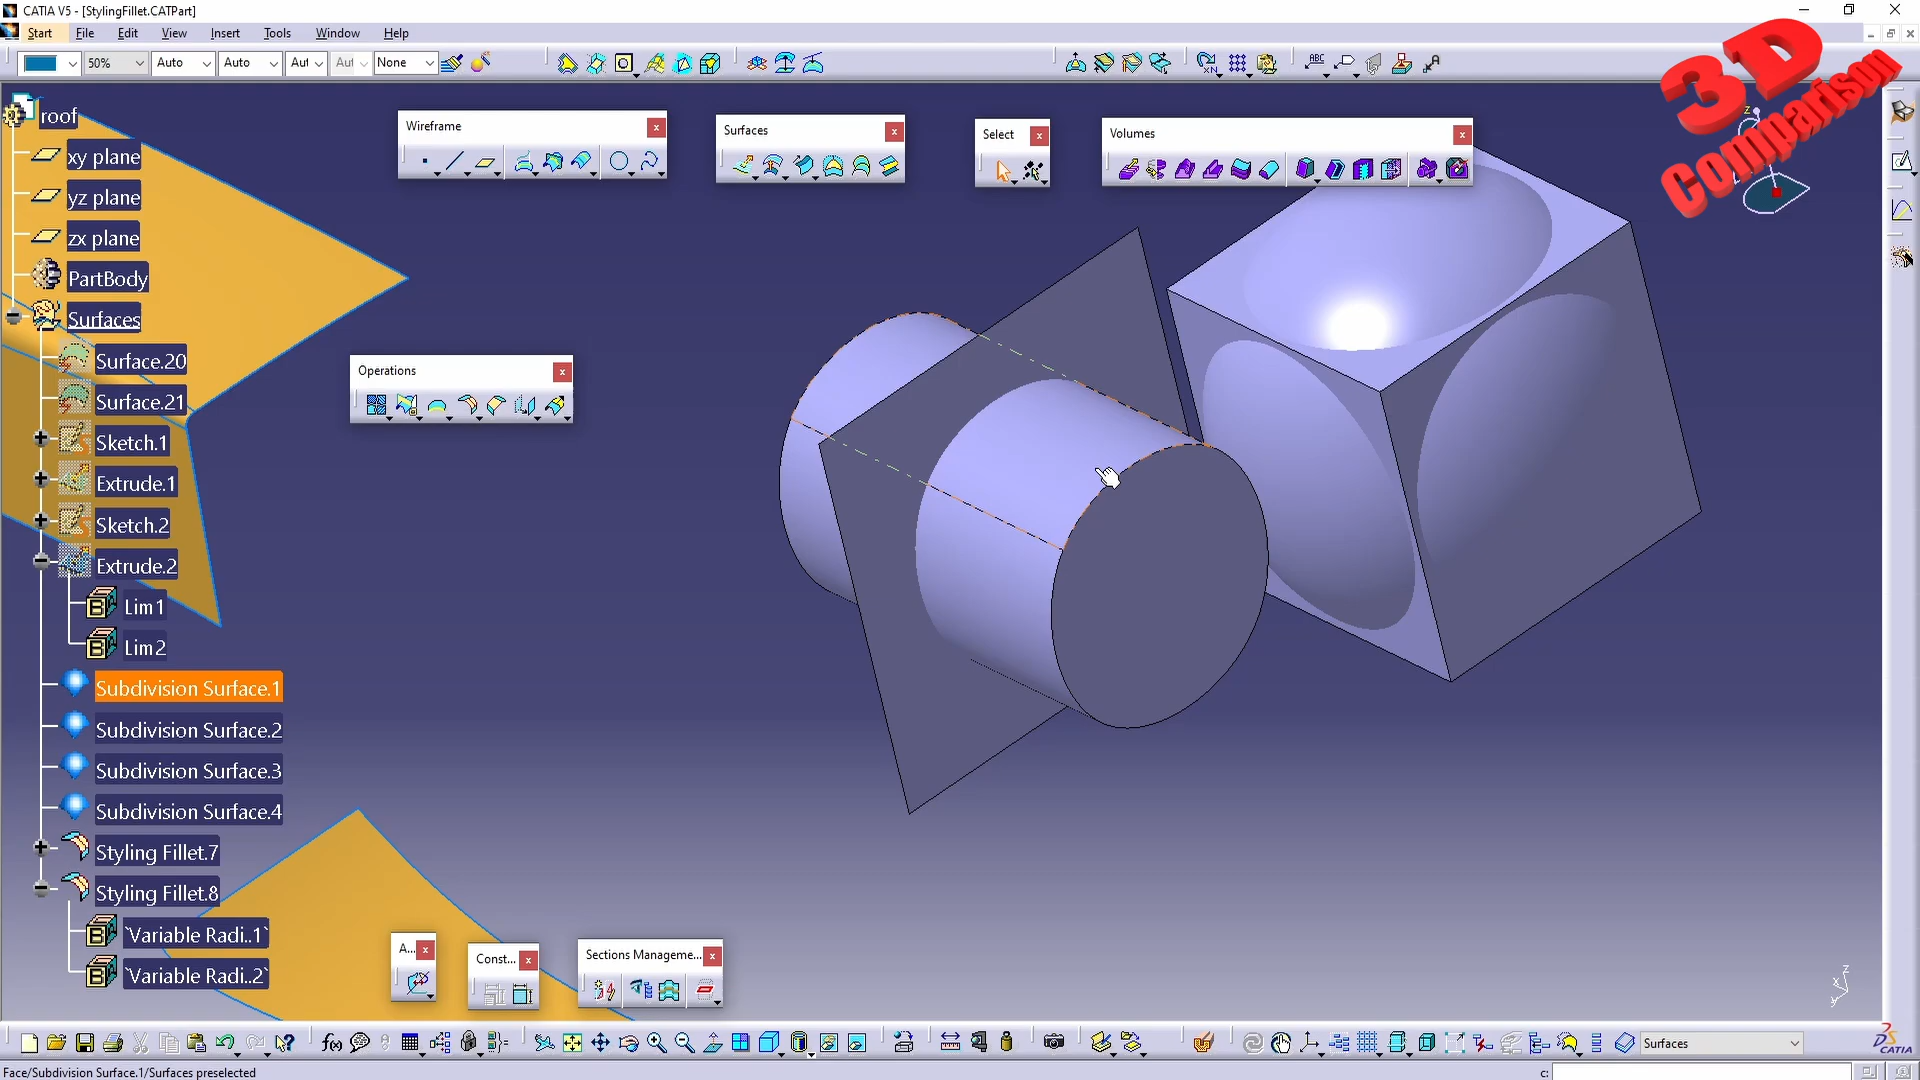 CATIA V5 - [StylingFillet.CATPart]
Start File Edit View Insert Tools Window Help
50% Auto Auto Aut Aut None
ABC
3D
Comparison
Wireframe
Surfaces
Select
Volumes
Operations
roof
xy plane
yz plane
zx plane
PartBody
Surfaces
Surface.20
Surface.21
Sketch.1
Extrude.1
Sketch.2
Extrude.2
Lim1
Lim2
Subdivision Surface.1
Subdivision Surface.2
Subdivision Surface.3
Subdivision Surface.4
Styling Fillet.7
Styling Fillet.8
`Variable Radi..1`
`Variable Radi..2`
A...
Const...
Sections Manageme...
z
z
x
y
f(x)
Surfaces
CATIA
Face/Subdivision Surface.1/Surfaces preselected
c: